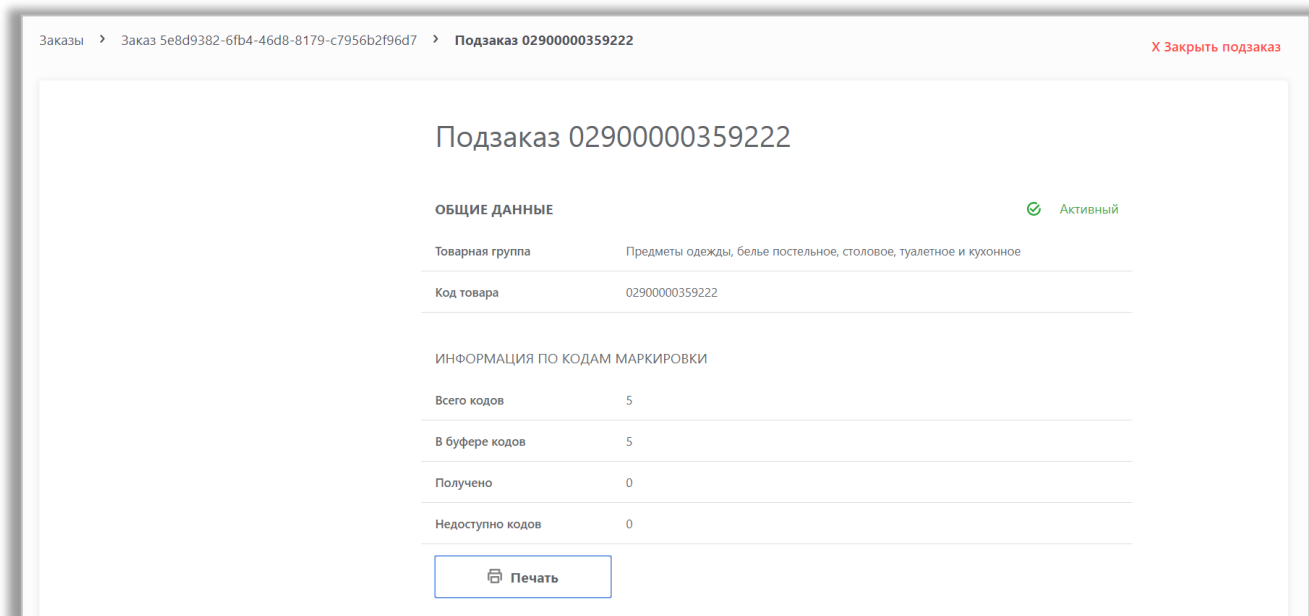 Заказы > Заказ 5e8d9382-6fb4-46d8-8179-c7956b2f96d7 > Подзаказ 02900000359222
X Закрыть подзаказ
Подзаказ 02900000359222
ОБЩИЕ ДАННЫЕ Активный
Товарная группа Предметы одежды, белье постельное, столовое, туалетное и кухонное
Код товара 02900000359222
ИНФОРМАЦИЯ ПО КОДАМ МАРКИРОВКИ
Всего кодов 5
В буфере кодов 5
Получено 0
Недоступно кодов 0
Печать